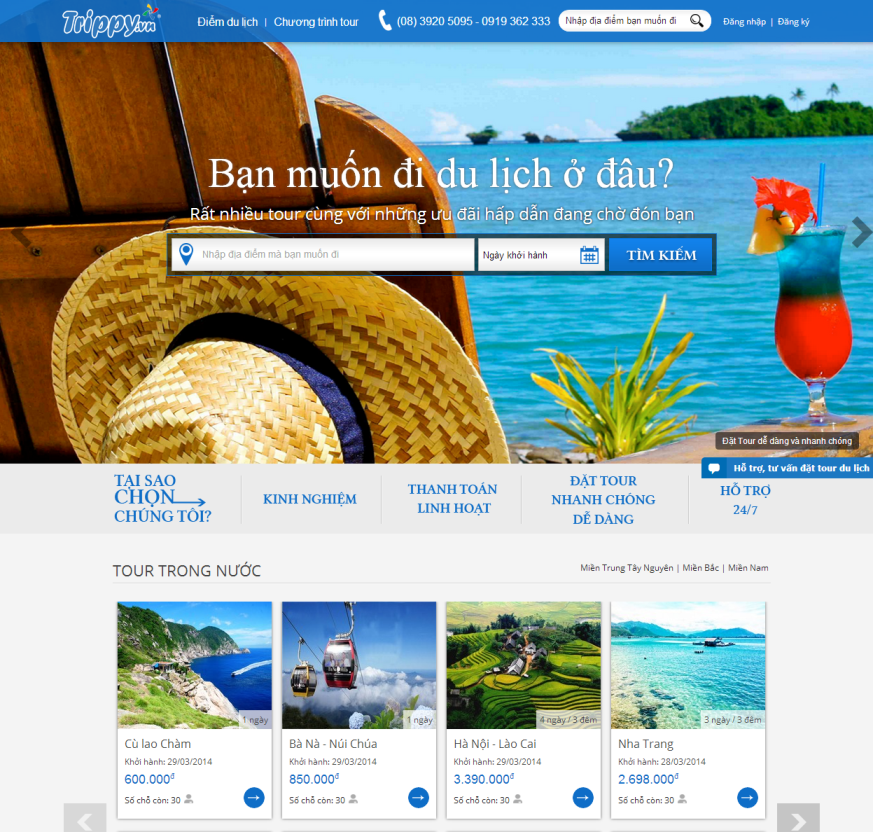 Trippy.vn
Điểm du lịch | Chương trình tour
(08) 3920 5095 - 0919 362 333
Nhập địa điểm bạn muốn đi
Đăng nhập | Đăng ký
Bạn muốn đi du lịch ở đâu?
Rất nhiều tour cùng với những ưu đãi hấp dẫn đang chờ đón bạn
Nhập địa điểm mà bạn muốn đi
Ngày khởi hành
TÌM KIẾM
Đặt Tour dễ dàng và nhanh chóng
Hỗ trợ, tư vấn đặt tour du lịch
TẠI SAO
CHỌN
CHÚNG TÔI?
KINH NGHIỆM
THANH TOÁN
LINH HOẠT
ĐẶT TOUR
NHANH CHÓNG
DỄ DÀNG
HỖ TRỢ
24/7
TOUR TRONG NƯỚC
Miền Trung Tây Nguyên | Miền Bắc | Miền Nam
1 ngày
1 ngày
4 ngày / 3 đêm
3 ngày / 3 đêm
Cù lao Chàm
Khởi hành: 29/03/2014
600.000đ
Số chỗ còn: 30
Bà Nà - Núi Chúa
Khởi hành: 29/03/2014
850.000đ
Số chỗ còn: 30
Hà Nội - Lào Cai
Khởi hành: 29/03/2014
3.390.000đ
Số chỗ còn: 30
Nha Trang
Khởi hành: 28/03/2014
2.698.000đ
Số chỗ còn: 30